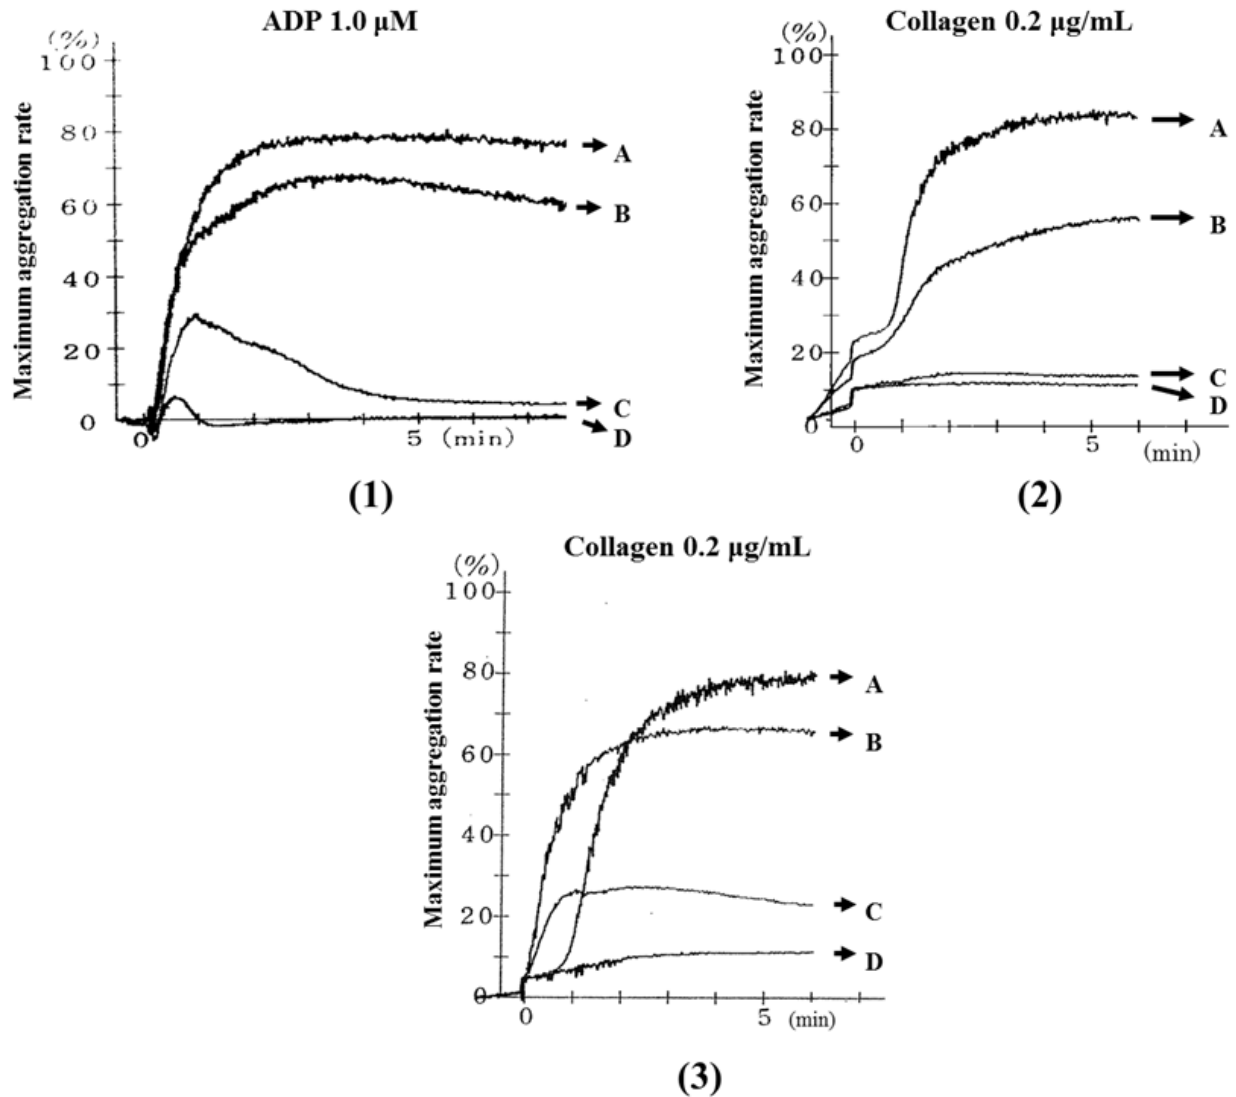 ADP 1.0 μM
(%)
100
80
60
40
20
0
Maximum aggregation rate
0
5
(min)
A
B
C
D
(1)
Collagen 0.2 μg/mL
(%)
100
80
60
40
20
0
Maximum aggregation rate
0
5
(min)
A
B
C
D
(2)
Collagen 0.2 μg/mL
(%)
100
80
60
40
20
0
Maximum aggregation rate
0
5
(min)
A
B
C
D
(3)